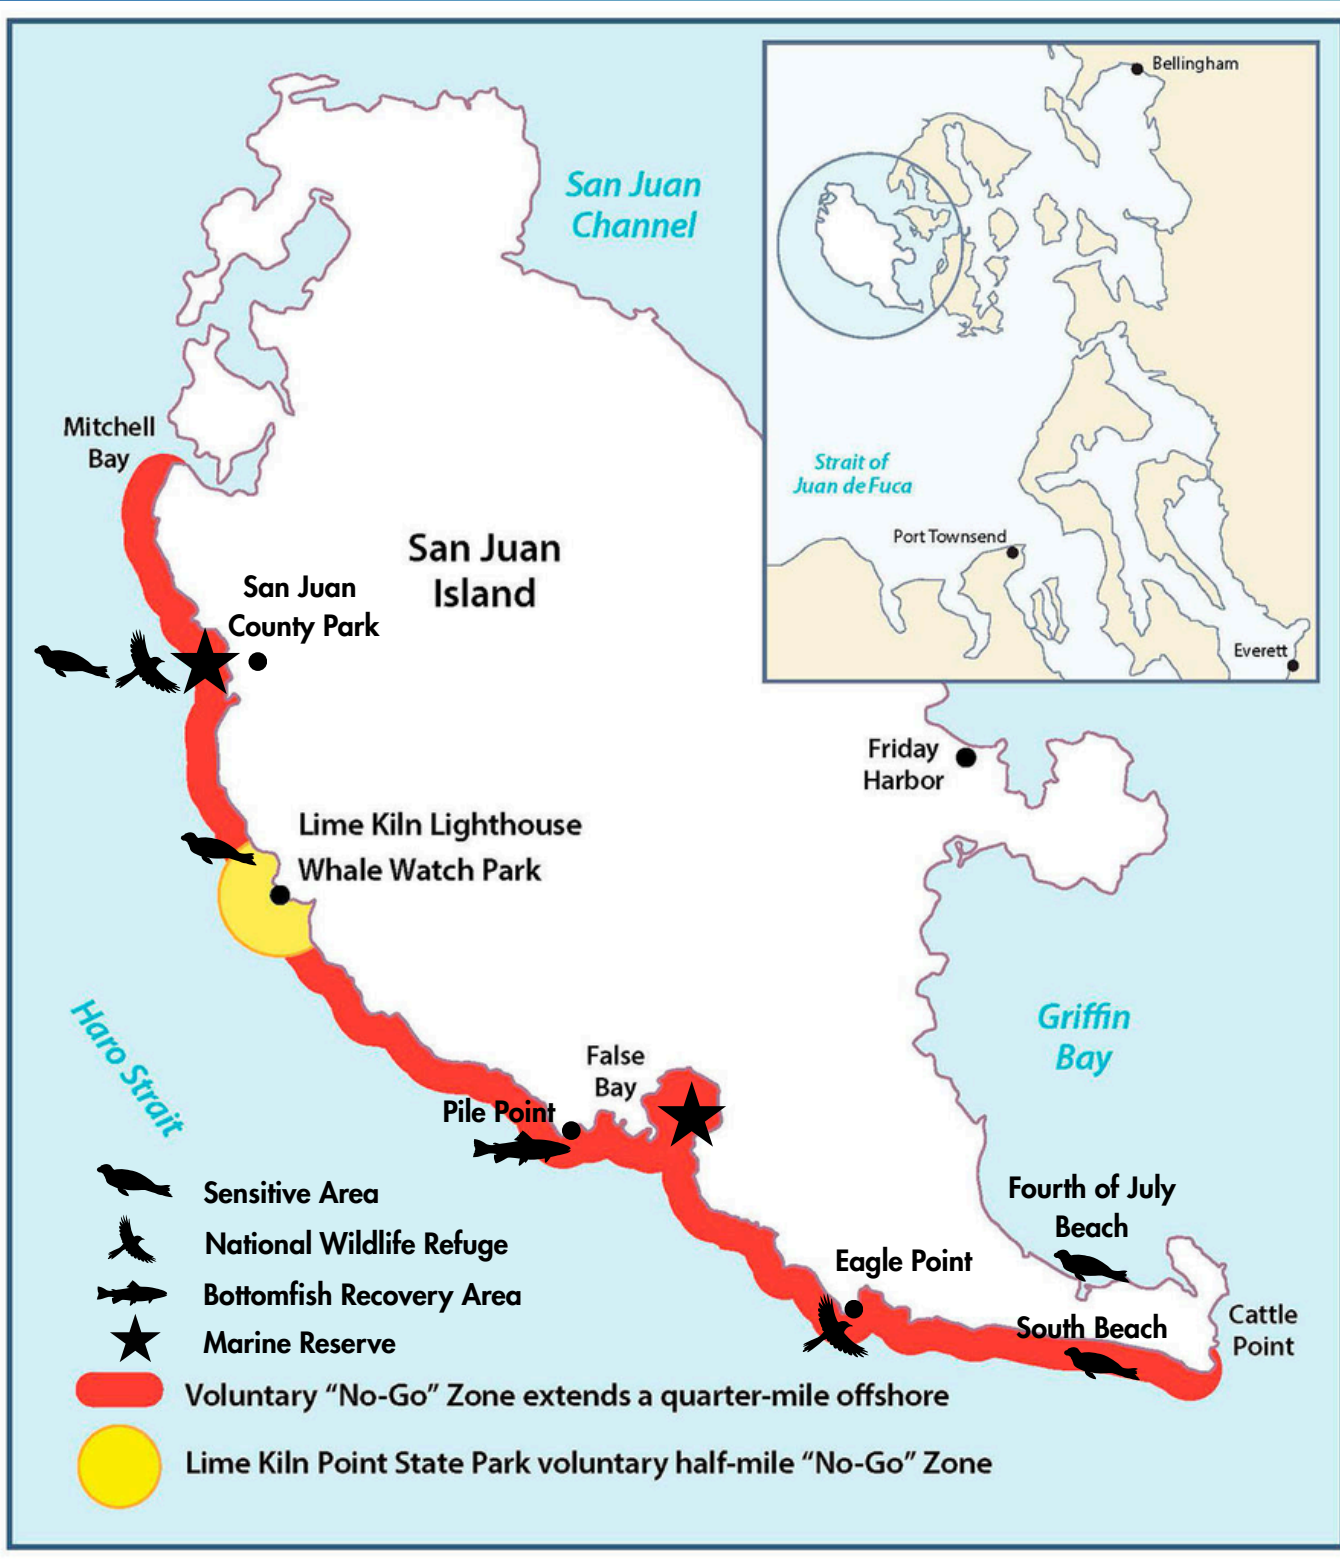 San Juan
Channel
Bellingham
Strait of
Juan de Fuca
Port Townsend
Everett
Mitchell
Bay
San Juan
Island
San Juan
County Park
Friday
Harbor
Lime Kiln Lighthouse
Whale Watch Park
Haro Strait
Griffin
Bay
False
Bay
Pile Point
Fourth of July
Beach
Eagle Point
South Beach
Cattle
Point
Sensitive Area
National Wildlife Refuge
Bottomfish Recovery Area
Marine Reserve
Voluntary “No-Go” Zone extends a quarter-mile offshore
Lime Kiln Point State Park voluntary half-mile “No-Go” Zone